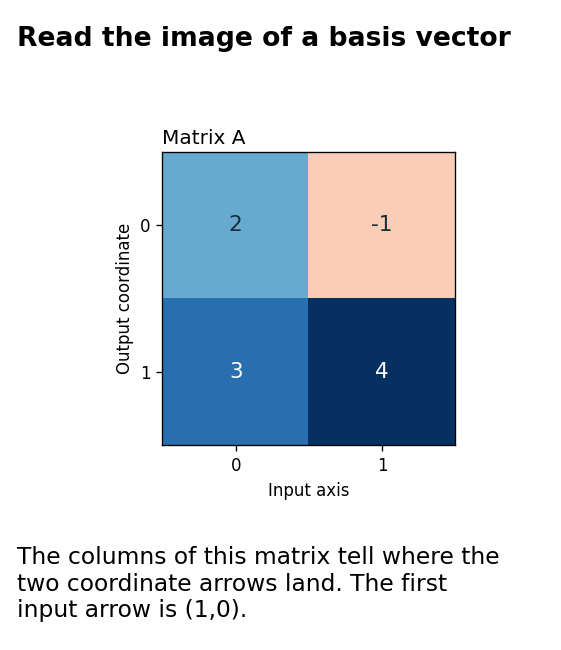 Read the image of a basis vector
Matrix A
Output coordinate
0
2
-1
1
3
4
0
1
Input axis
The columns of this matrix tell where the
two coordinate arrows land. The first
input arrow is (1,0).